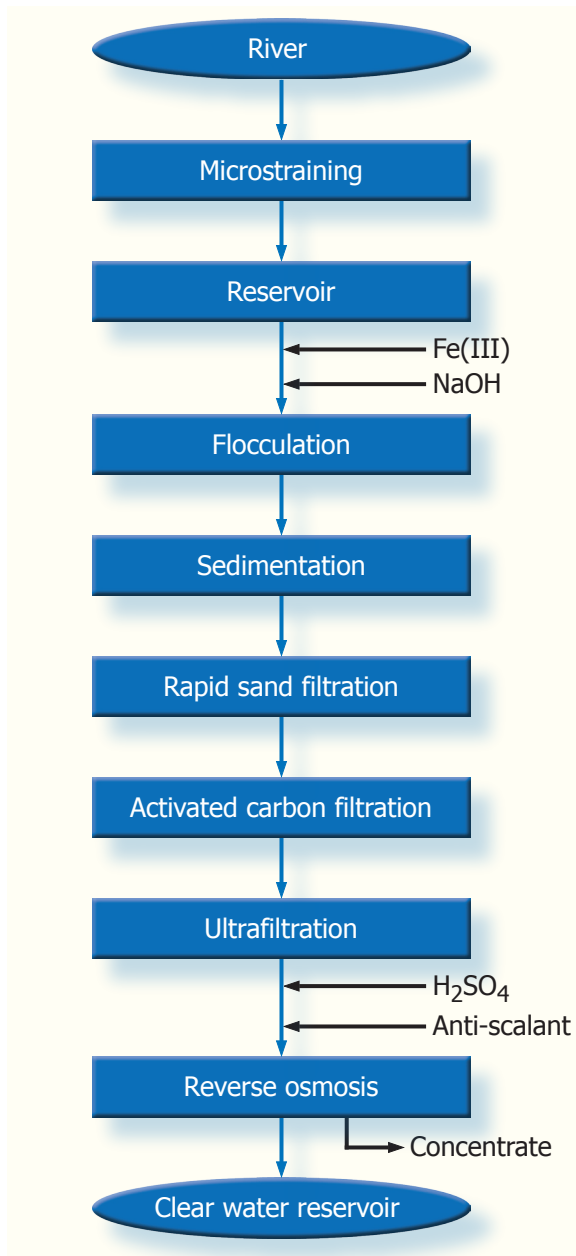 River
Microstraining
Reservoir
Fe(III)
NaOH
Flocculation
Sedimentation
Rapid sand filtration
Activated carbon filtration
Ultrafiltration
H₂SO₄
Anti-scalant
Reverse osmosis
Concentrate
Clear water reservoir